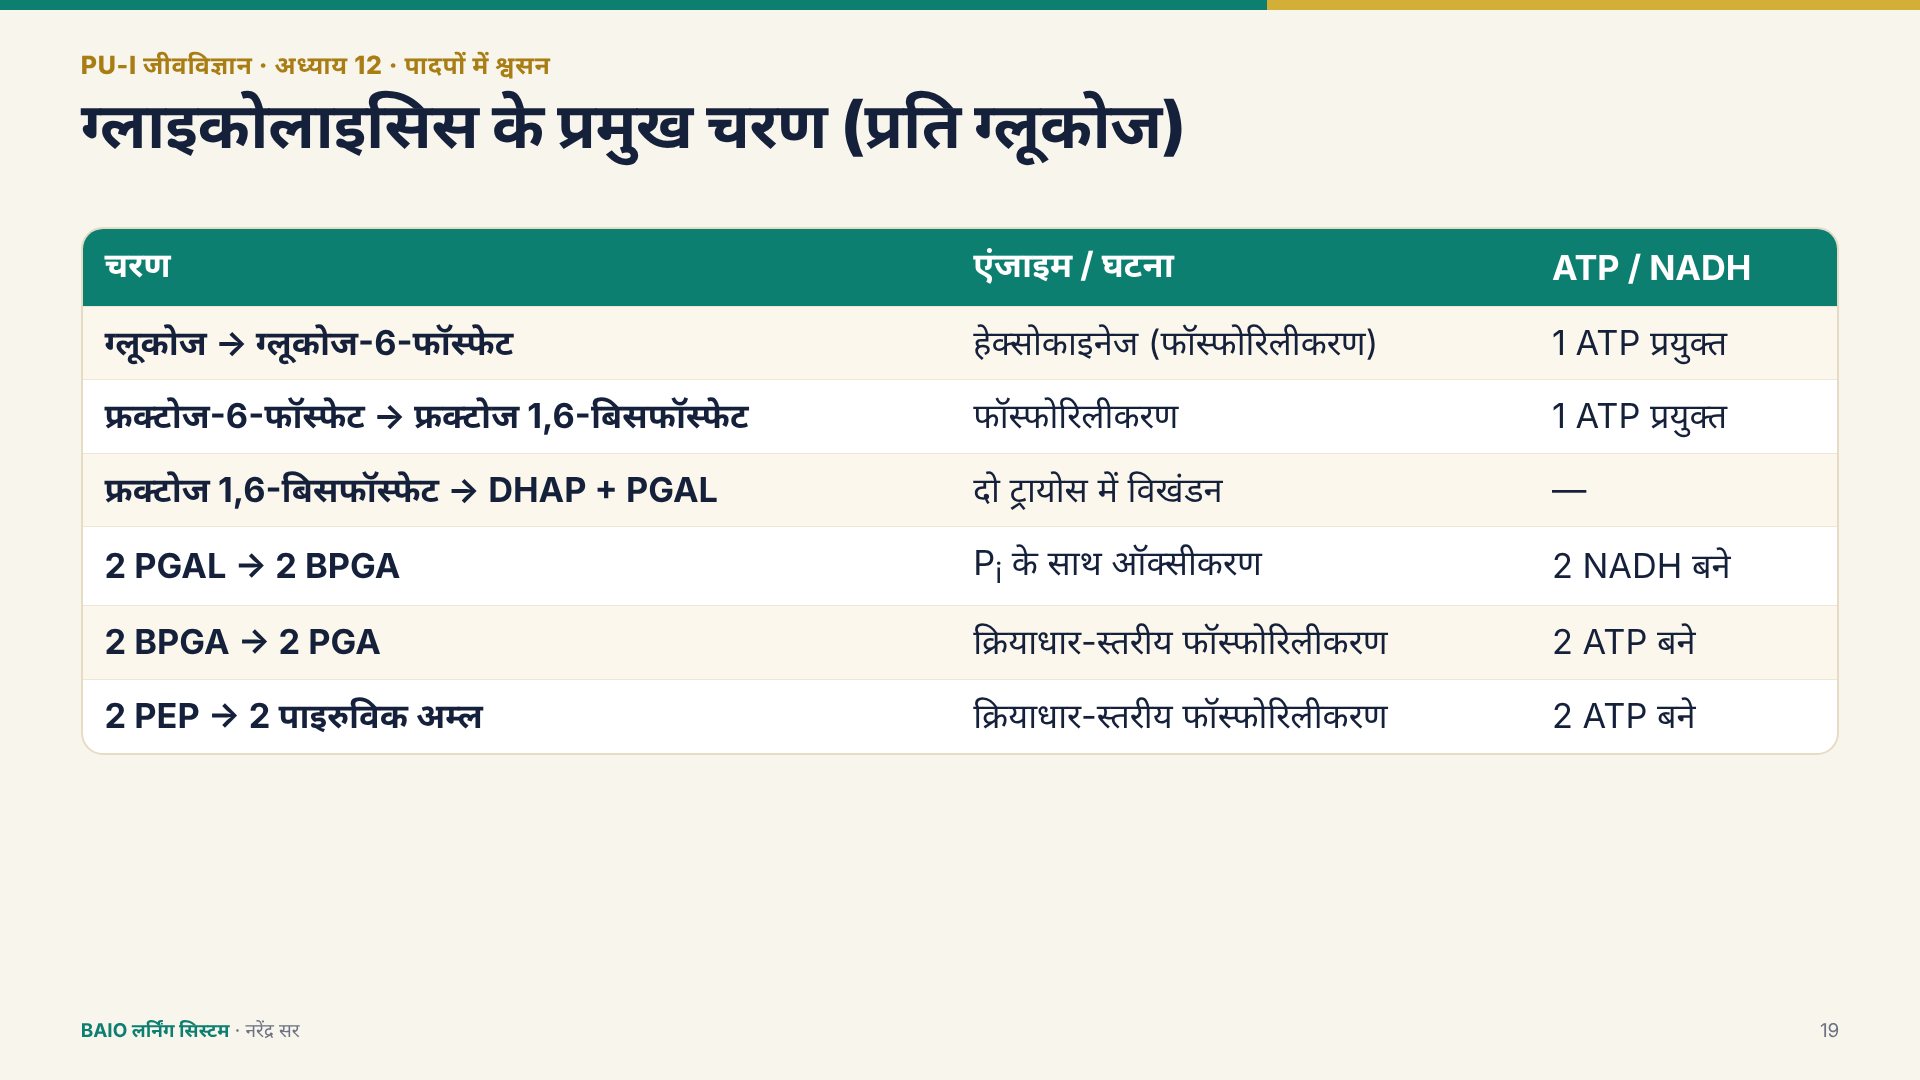 PU-I जीवविज्ञान · अध्याय 12 · पादपों में श्वसन
ग्लाइकोलाइसिस के प्रमुख चरण (प्रति ग्लूकोज)
चरण एंजाइम / घटना ATP / NADH
ग्लूकोज → ग्लूकोज-6-फॉस्फेट हेक्सोकाइनेज (फॉस्फोरिलीकरण) 1 ATP प्रयुक्त
फ्रक्टोज-6-फॉस्फेट → फ्रक्टोज 1,6-बिसफॉस्फेट फॉस्फोरिलीकरण 1 ATP प्रयुक्त
फ्रक्टोज 1,6-बिसफॉस्फेट → DHAP + PGAL दो ट्रायोस में विखंडन —
2 PGAL → 2 BPGA Pi के साथ ऑक्सीकरण 2 NADH बने
2 BPGA → 2 PGA क्रियाधार-स्तरीय फॉस्फोरिलीकरण 2 ATP बने
2 PEP → 2 पाइरुविक अम्ल क्रियाधार-स्तरीय फॉस्फोरिलीकरण 2 ATP बने
BAIO लर्निंग सिस्टम · नरेंद्र सर 19